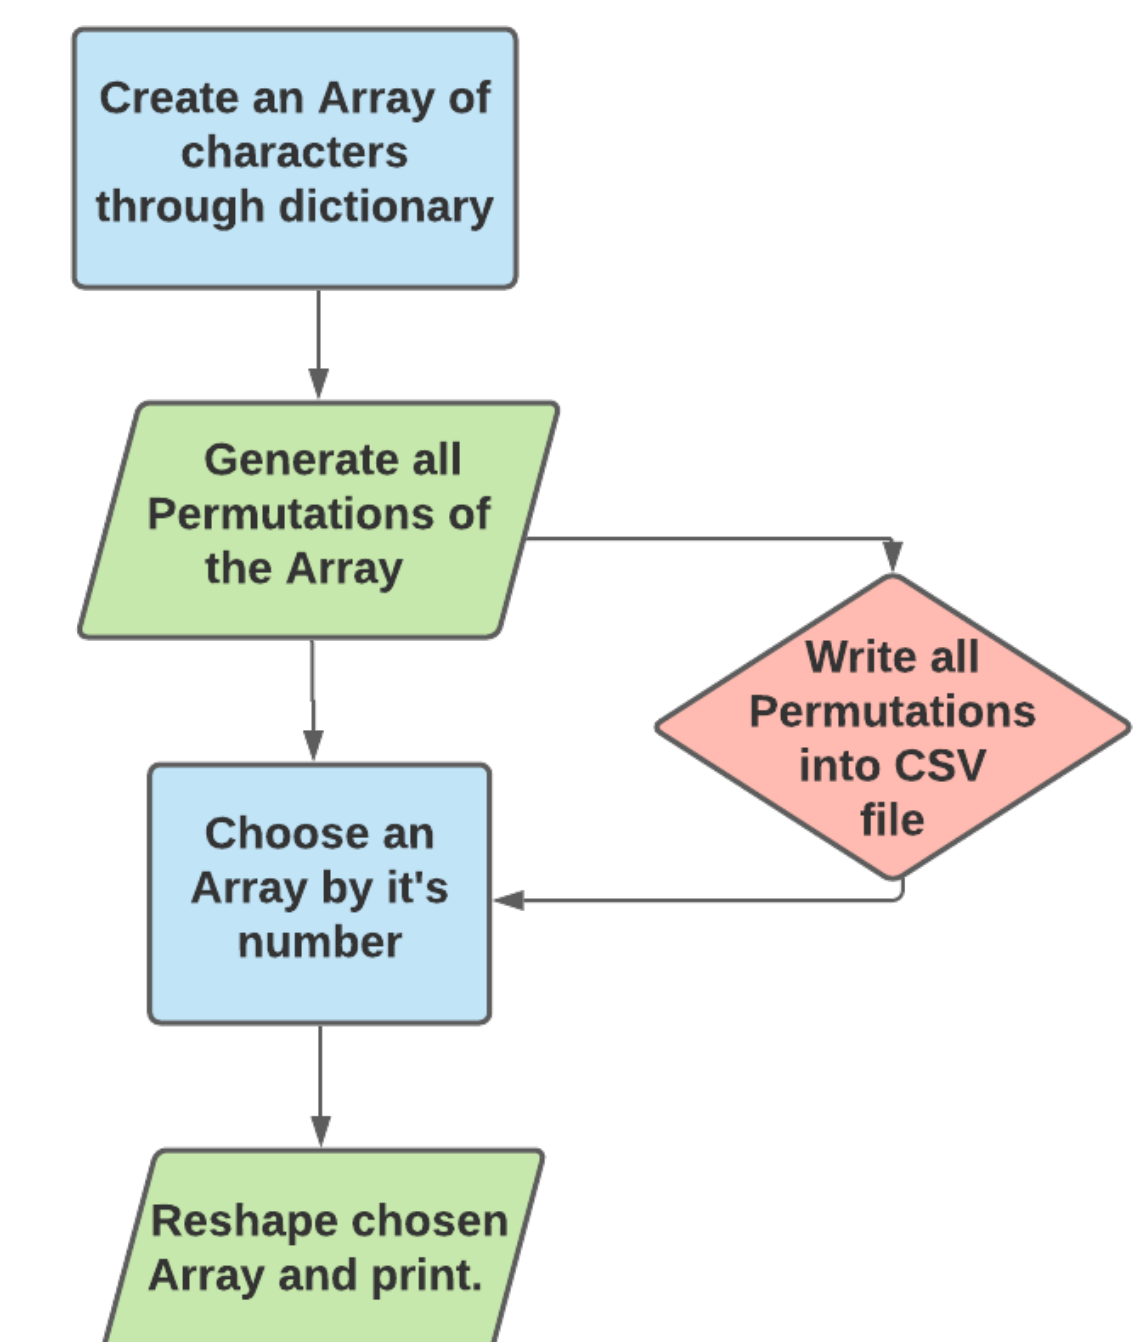 Create an Array of
characters
through dictionary
Generate all
Permutations of
the Array
Write all
Permutations
into CSV
file
Choose an
Array by it's
number
Reshape chosen
Array and print.